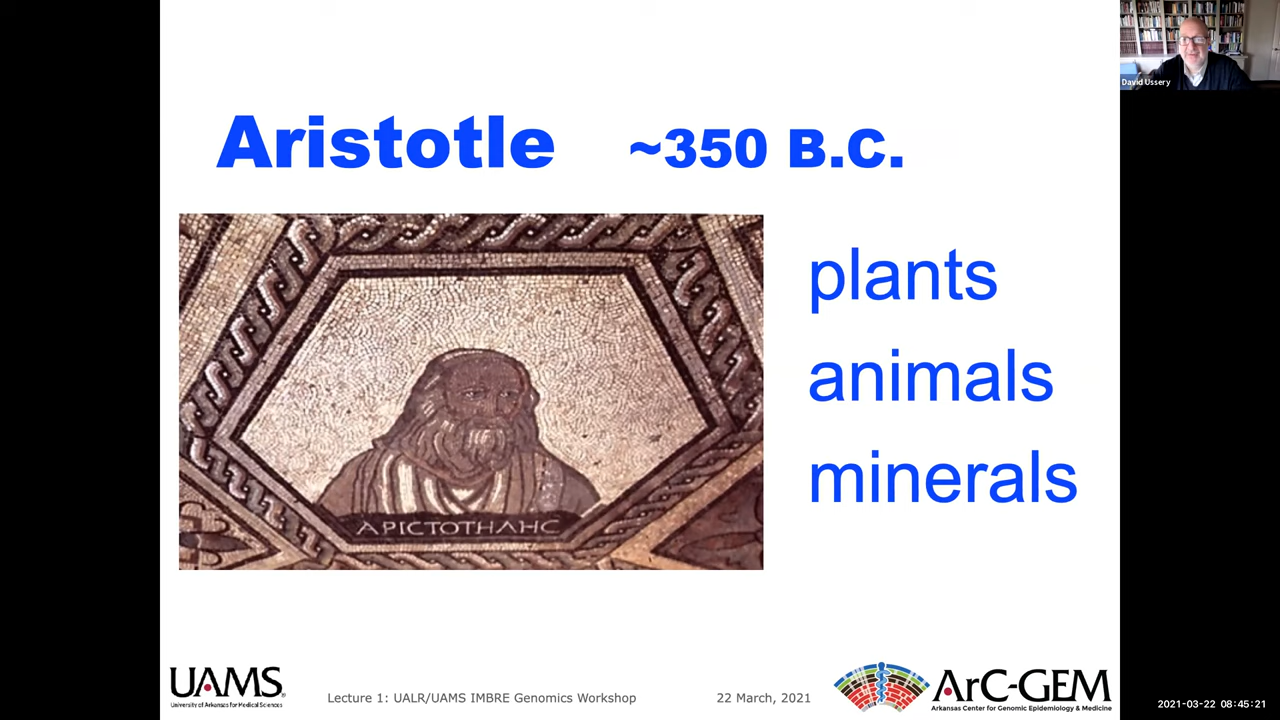 David Ussery
Aristotle ~350 B.C.
plants
animals
minerals
ΑΡΙCΤΟΤΗΛΗC
UAMS
University of Arkansas for Medical Sciences
Lecture 1: UALR/UAMS IMBRE Genomics Workshop
22 March, 2021
ArC-GEM
Arkansas Center for Genomic Epidemiology & Medicine
2021-03-22 08:45:21